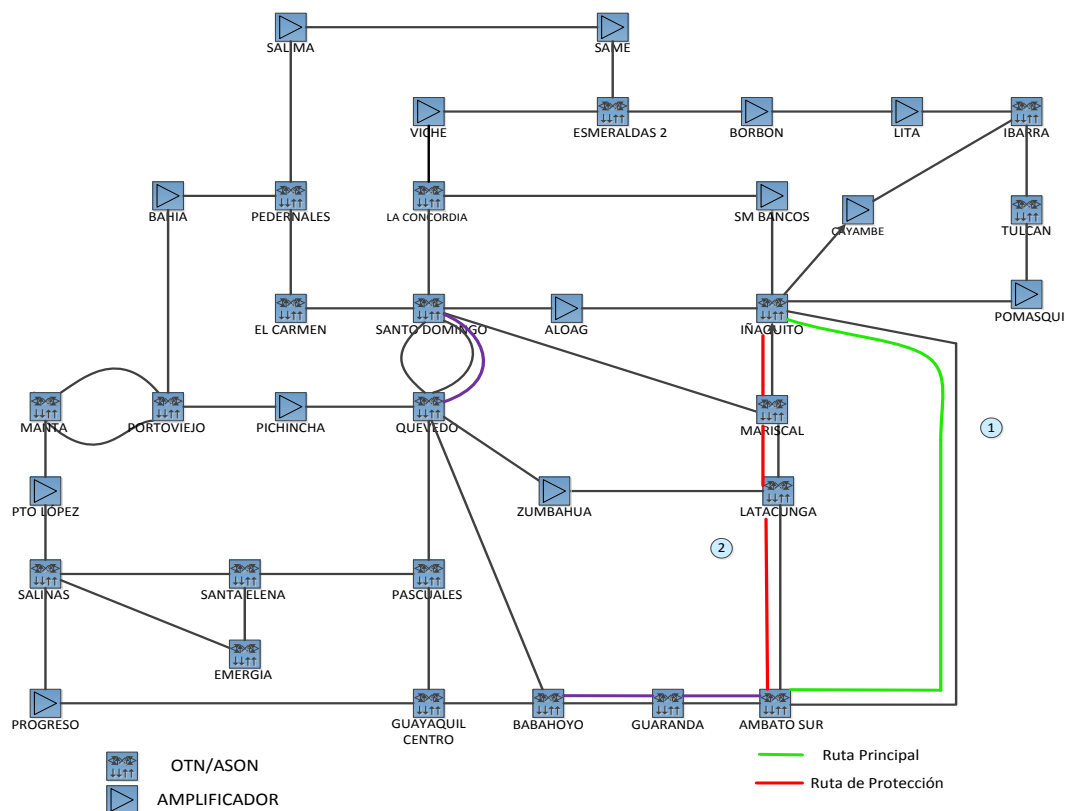 SALIMA
SAME
VICHE
ESMERALDAS 2
BORBON
LITA
IBARRA
BAHIA
PEDERNALES
LA CONCORDIA
SM BANCOS
CAYAMBE
TULCAN
EL CARMEN
SANTO DOMINGO
ALOAG
IÑAQUITO
POMASQUI
MANTA
PORTOVIEJO
PICHINCHA
QUEVEDO
MARISCAL
1
PTO LÓPEZ
ZUMBAHUA
LATACUNGA
2
SALINAS
SANTA ELENA
PASCUALES
EMERGIA
PROGRESO
GUAYAQUIL
CENTRO
BABAHOYO
GUARANDA
AMBATO SUR
OTN/ASON
Ruta Principal
AMPLIFICADOR
Ruta de Protección